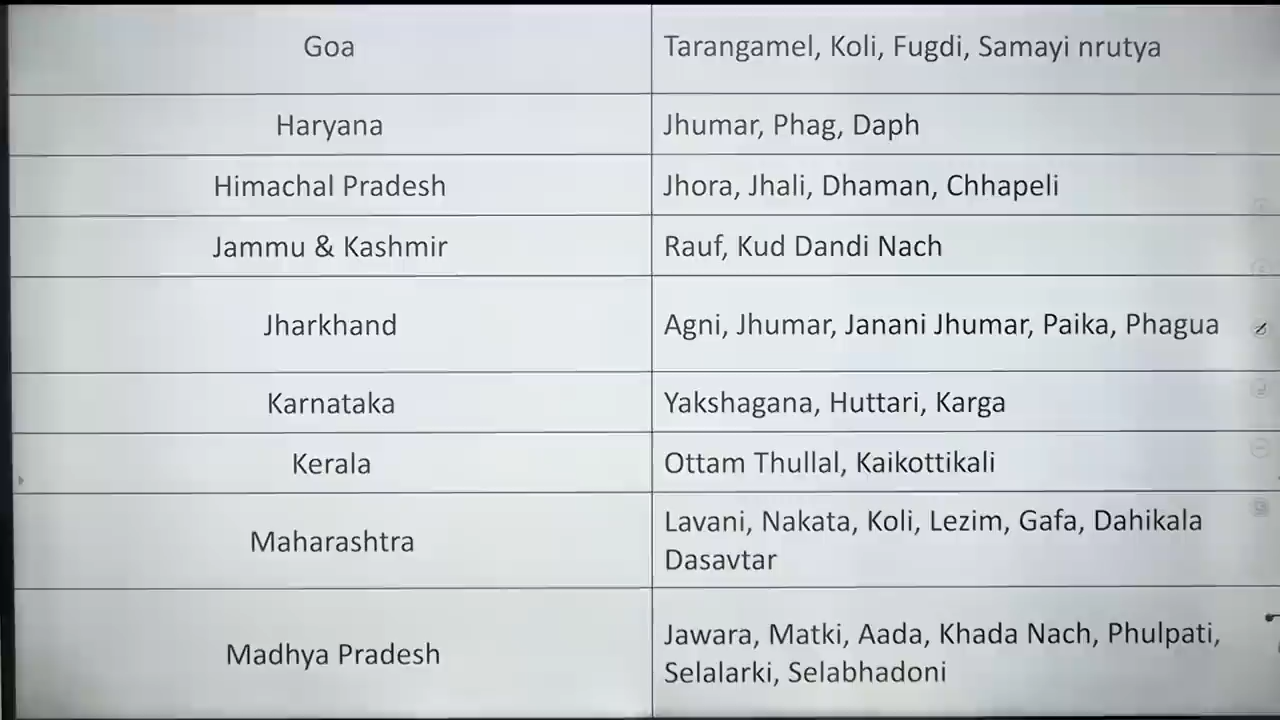 Goa
Tarangamel, Koli, Fugdi, Samayi nrutya
Haryana
Jhumar, Phag, Daph
Himachal Pradesh
Jhora, Jhali, Dhaman, Chhapeli
Jammu & Kashmir
Rauf, Kud Dandi Nach
Jharkhand
Agni, Jhumar, Janani Jhumar, Paika, Phagua
Karnataka
Yakshagana, Huttari, Karga
Kerala
Ottam Thullal, Kaikottikali
Maharashtra
Lavani, Nakata, Koli, Lezim, Gafa, Dahikala
Dasavtar
Madhya Pradesh
Jawara, Matki, Aada, Khada Nach, Phulpati,
Selalarki, Selabhadoni